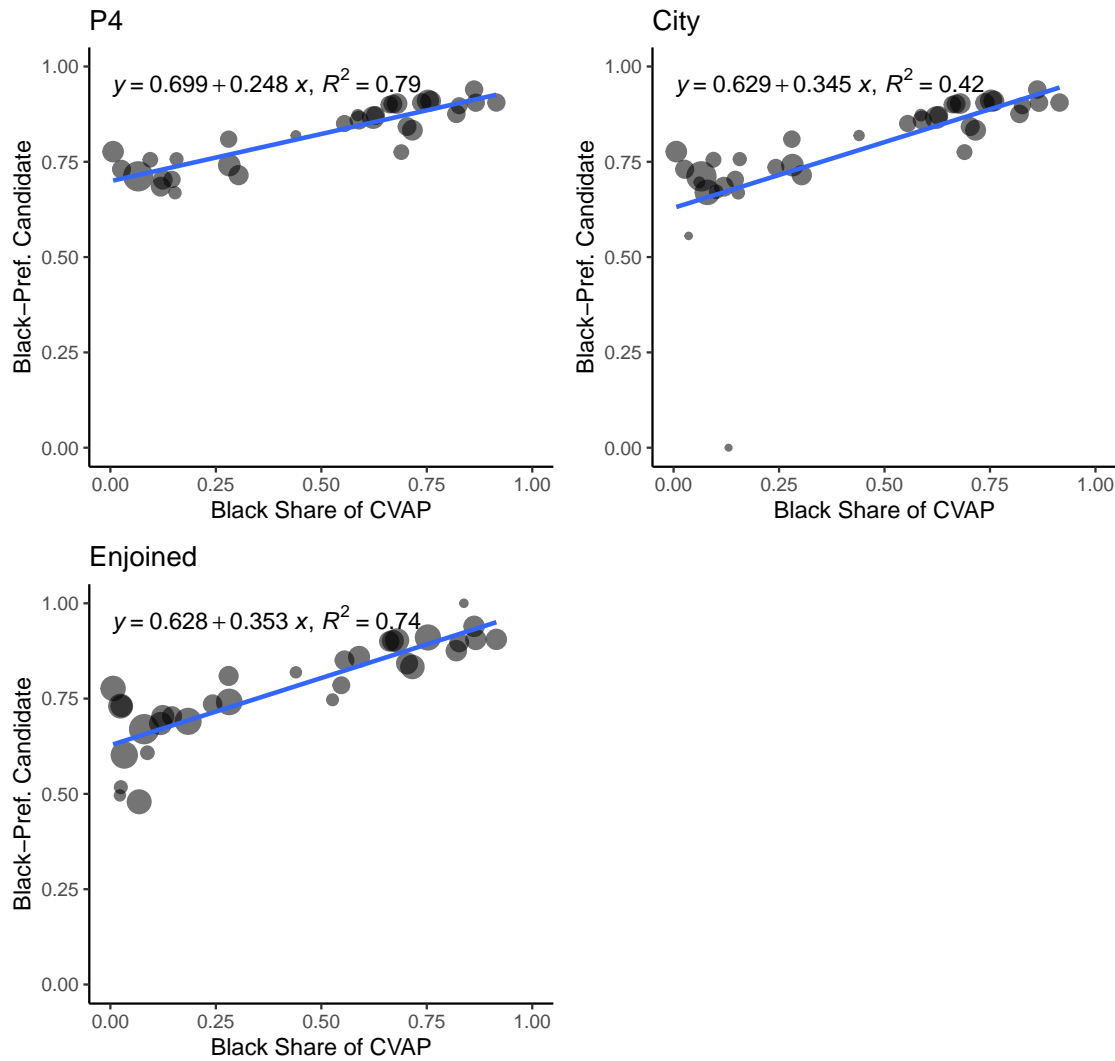 P4
y = 0.699 + 0.248 x, R² = 0.79
1.00
0.75
0.50
0.25
0.00
Black−Pref. Candidate
0.00 0.25 0.50 0.75 1.00
Black Share of CVAP
City
y = 0.629 + 0.345 x, R² = 0.42
1.00
0.75
0.50
0.25
0.00
Black−Pref. Candidate
0.00 0.25 0.50 0.75 1.00
Black Share of CVAP
Enjoined
y = 0.628 + 0.353 x, R² = 0.74
1.00
0.75
0.50
0.25
0.00
Black−Pref. Candidate
0.00 0.25 0.50 0.75 1.00
Black Share of CVAP